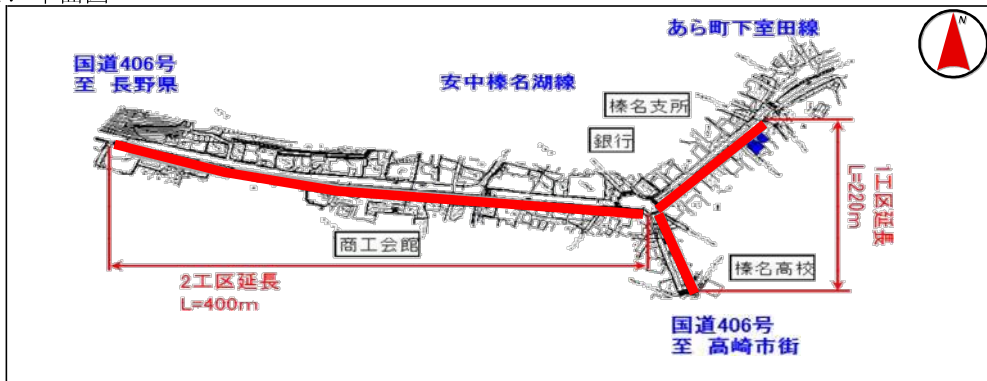 あら町下室田線
N
国道406号
至 長野県
安中榛名湖線
榛名支所
銀行
1工区延長
L=220m
商工会館
榛名高校
2工区延長
L=400m
国道406号
至 高崎市街